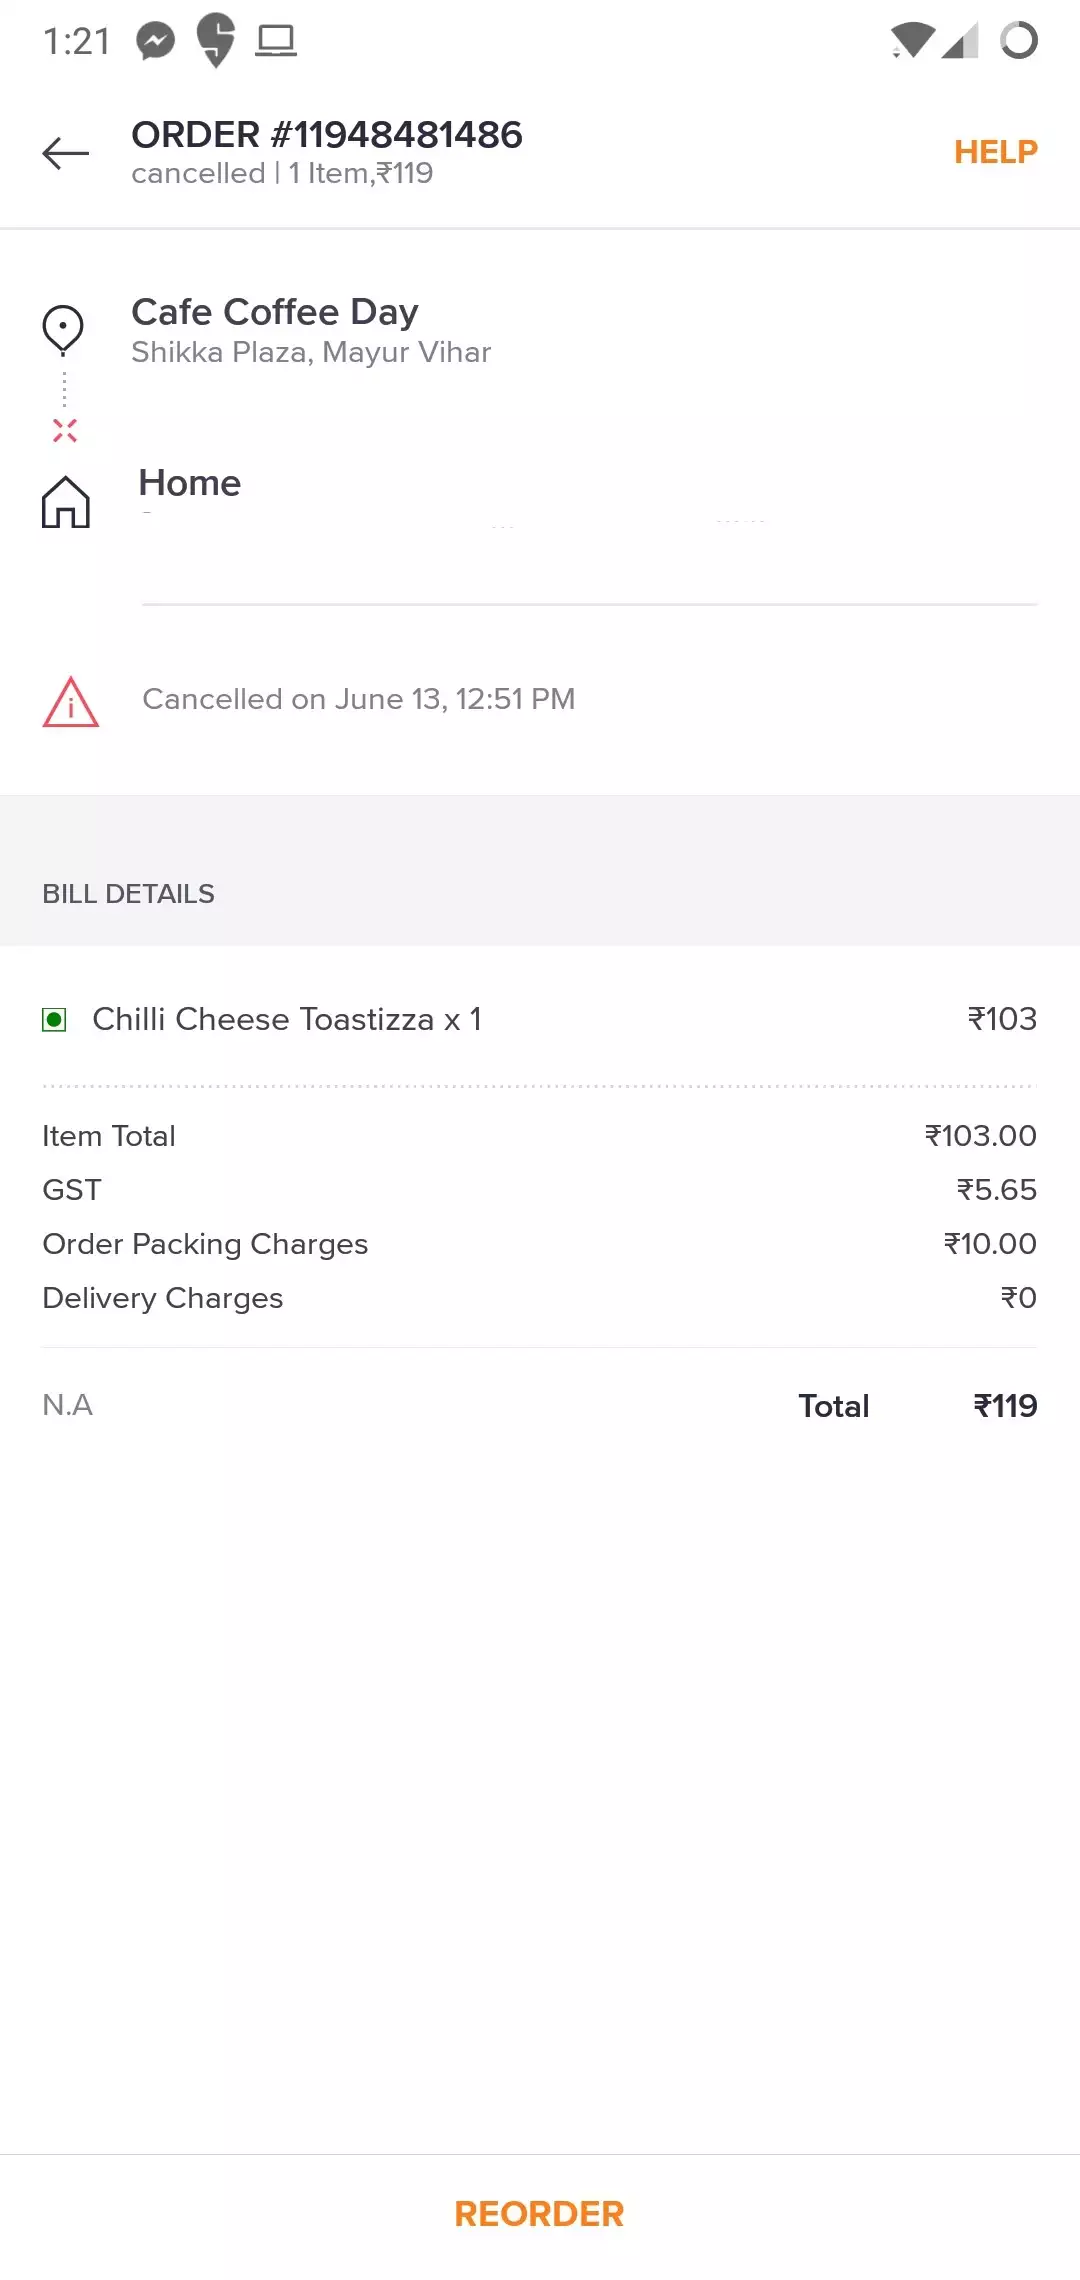 1:21
ORDER #11948481486
HELP
cancelled | 1 Item,₹119
Cafe Coffee Day
Shikka Plaza, Mayur Vihar
Home
Cancelled on June 13, 12:51 PM
BILL DETAILS
Chilli Cheese Toastizza x 1 ₹103
Item Total ₹103.00
GST ₹5.65
Order Packing Charges ₹10.00
Delivery Charges ₹0
N.A Total ₹119
REORDER